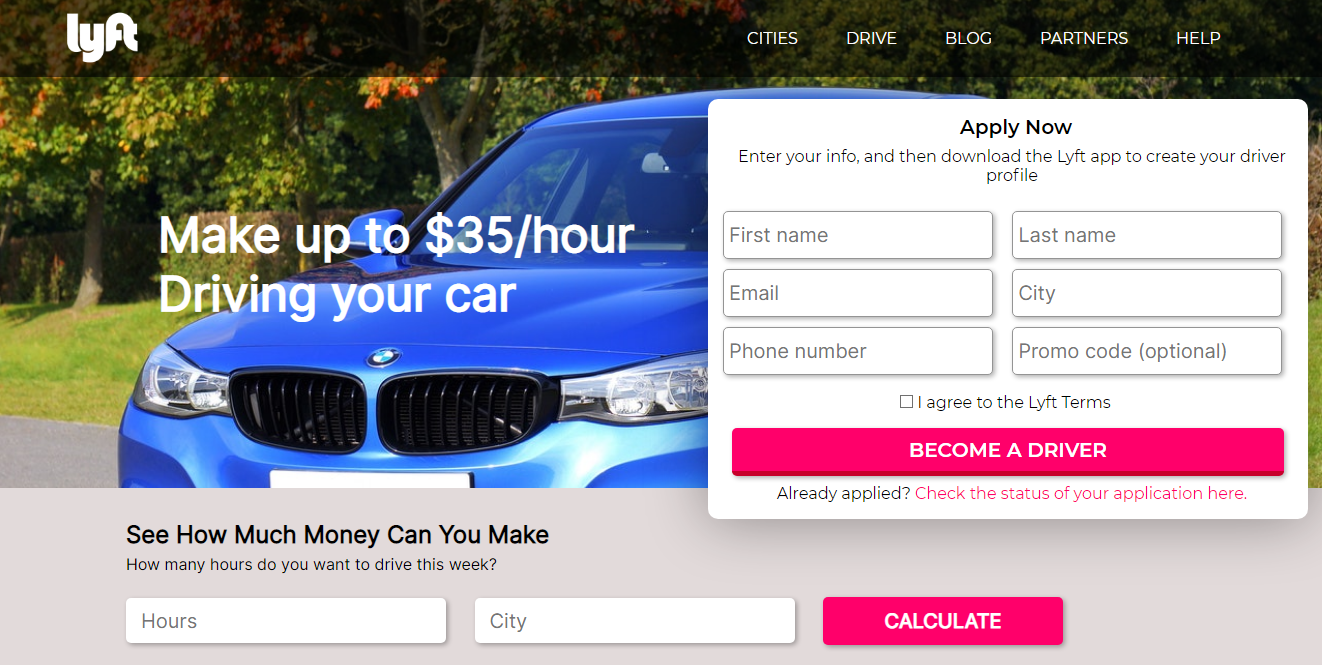 lyft
CITIES DRIVE BLOG PARTNERS HELP
Make up to $35/hour
Driving your car
Apply Now
Enter your info, and then download the Lyft app to create your driver
profile
First name Last name
Email City
Phone number Promo code (optional)
I agree to the Lyft Terms
BECOME A DRIVER
Already applied? Check the status of your application here.
See How Much Money Can You Make
How many hours do you want to drive this week?
Hours City CALCULATE